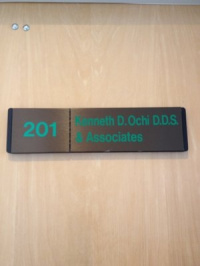 201
Kenneth D. Ochi D.D.S.
& Associates